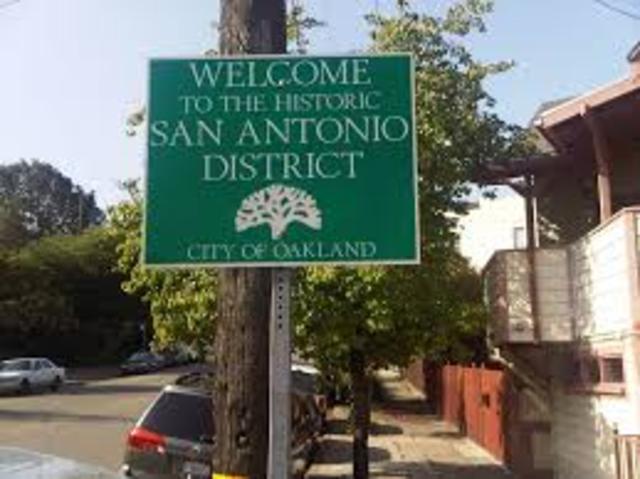 WELCOME
TO THE HISTORIC
SAN ANTONIO
DISTRICT
CITY OF OAKLAND